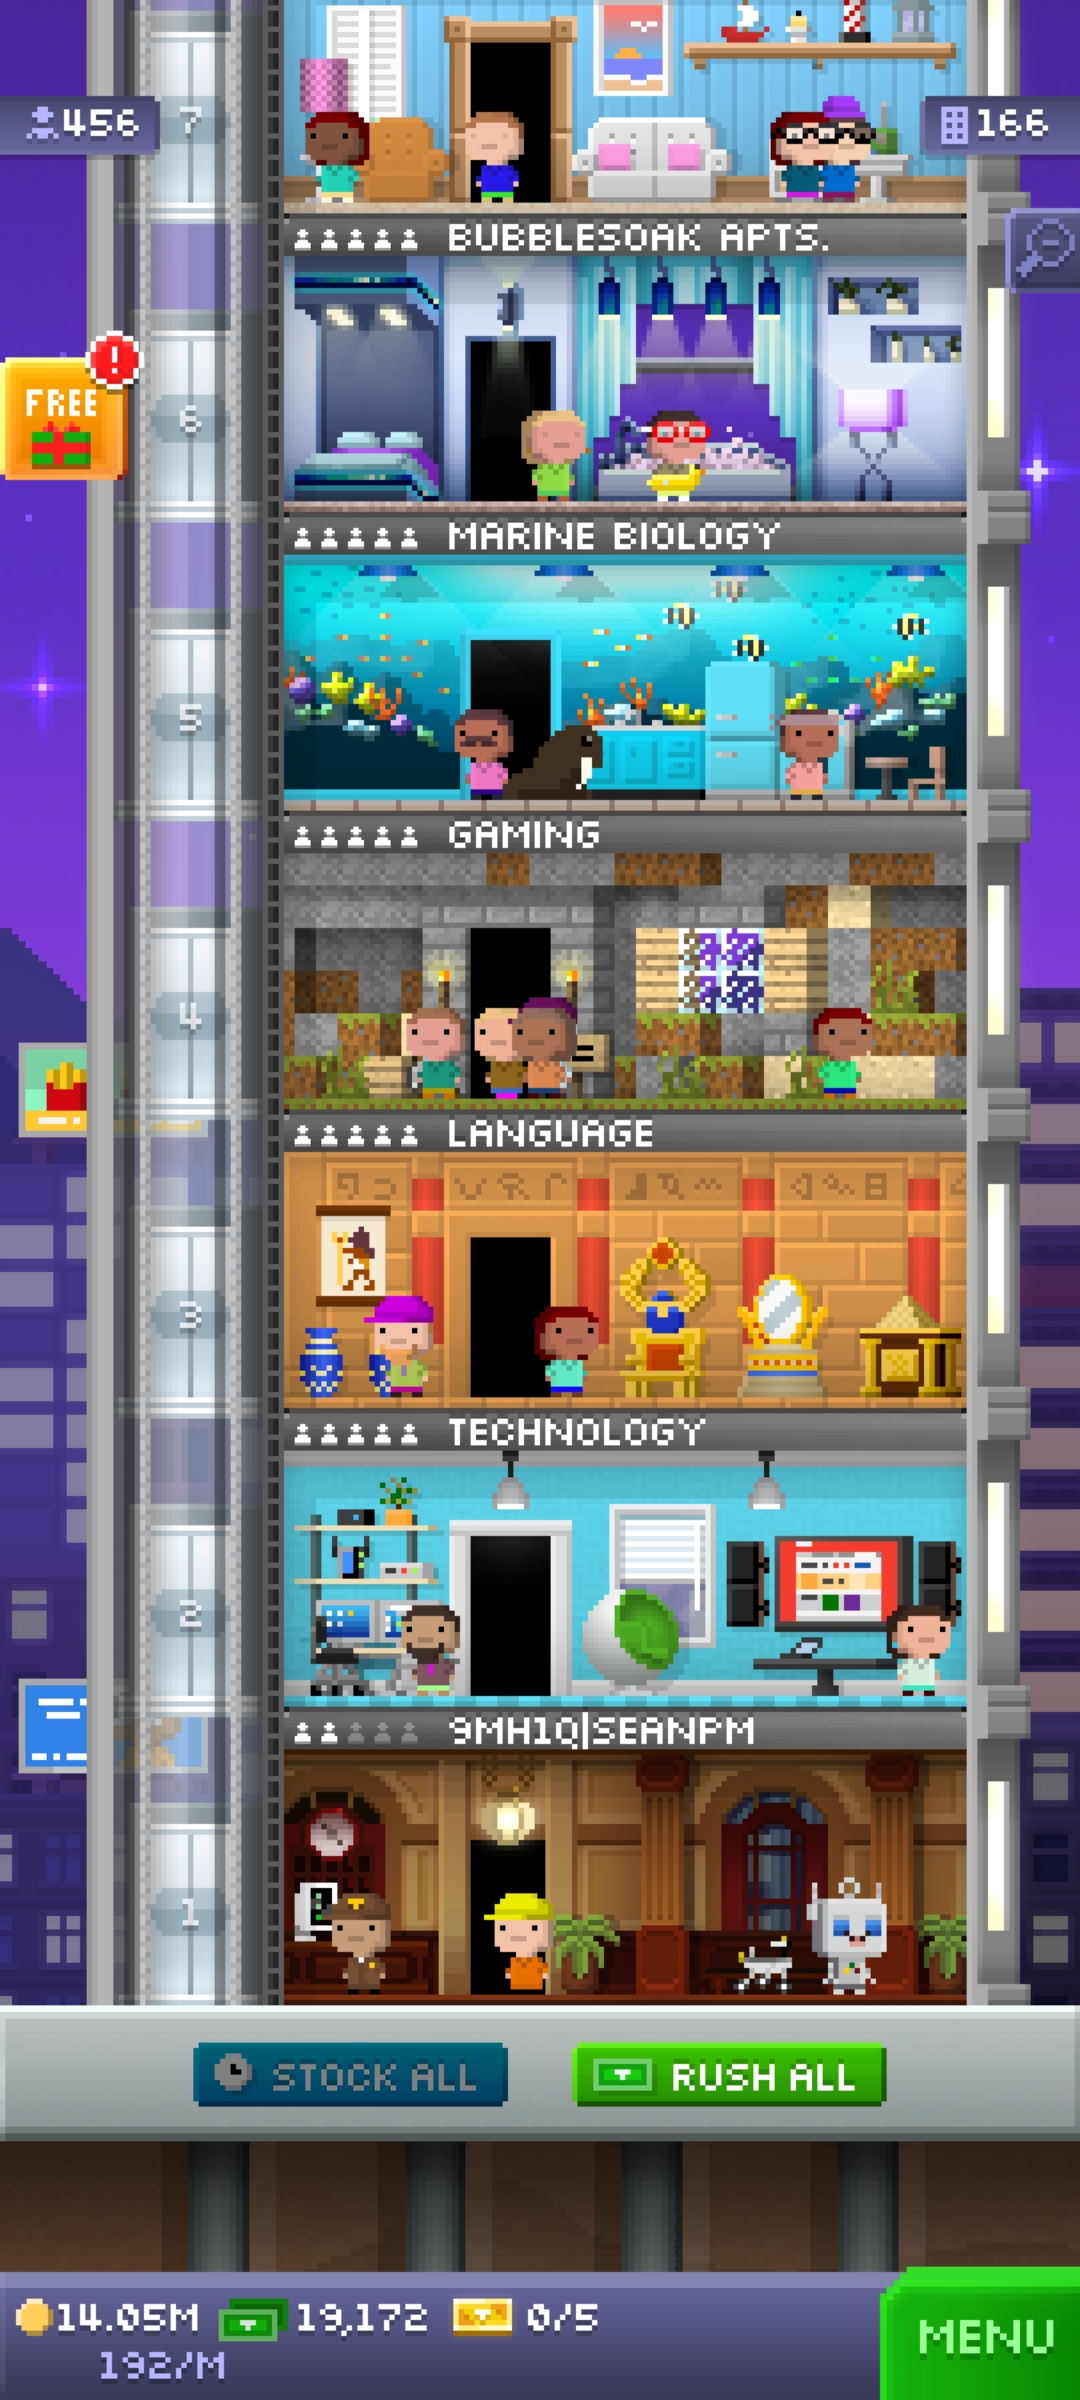 7
456
166
BUBBLESOAK APTS.
FREE
!
6
MARINE BIOLOGY
5
GAMING
4
LANGUAGE
3
TECHNOLOGY
2
9MH1Q|SEANPM
1
STOCK ALL
RUSH ALL
14.05M
19,172
0/5
192/M
MENU